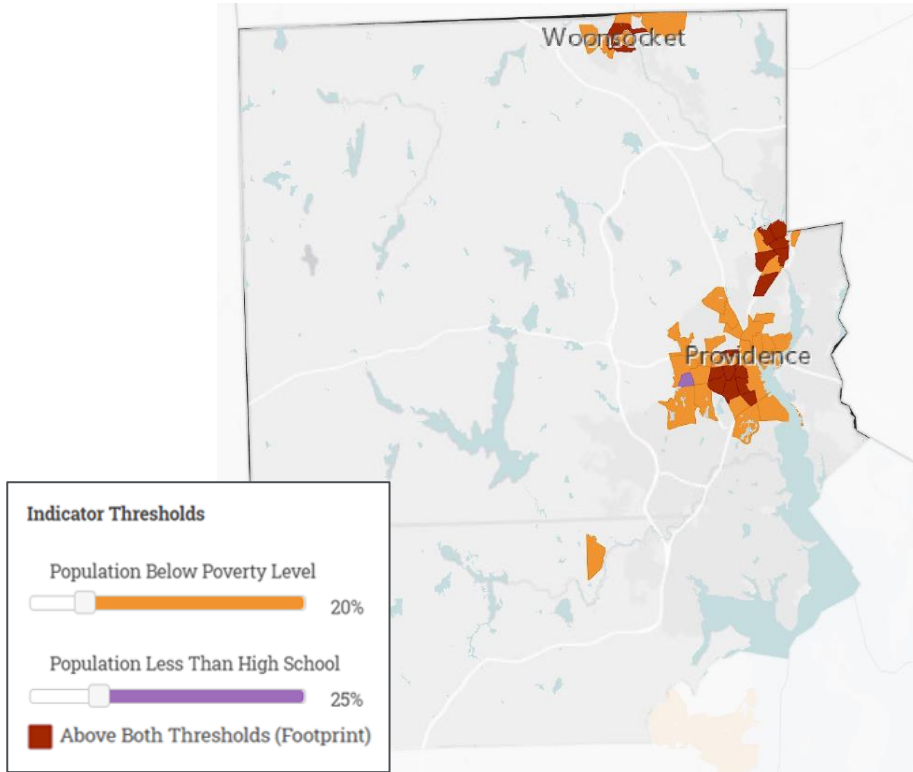 Woonsocket
Providence
Indicator Thresholds
Population Below Poverty Level
20%
Population Less Than High School
25%
Above Both Thresholds (Footprint)